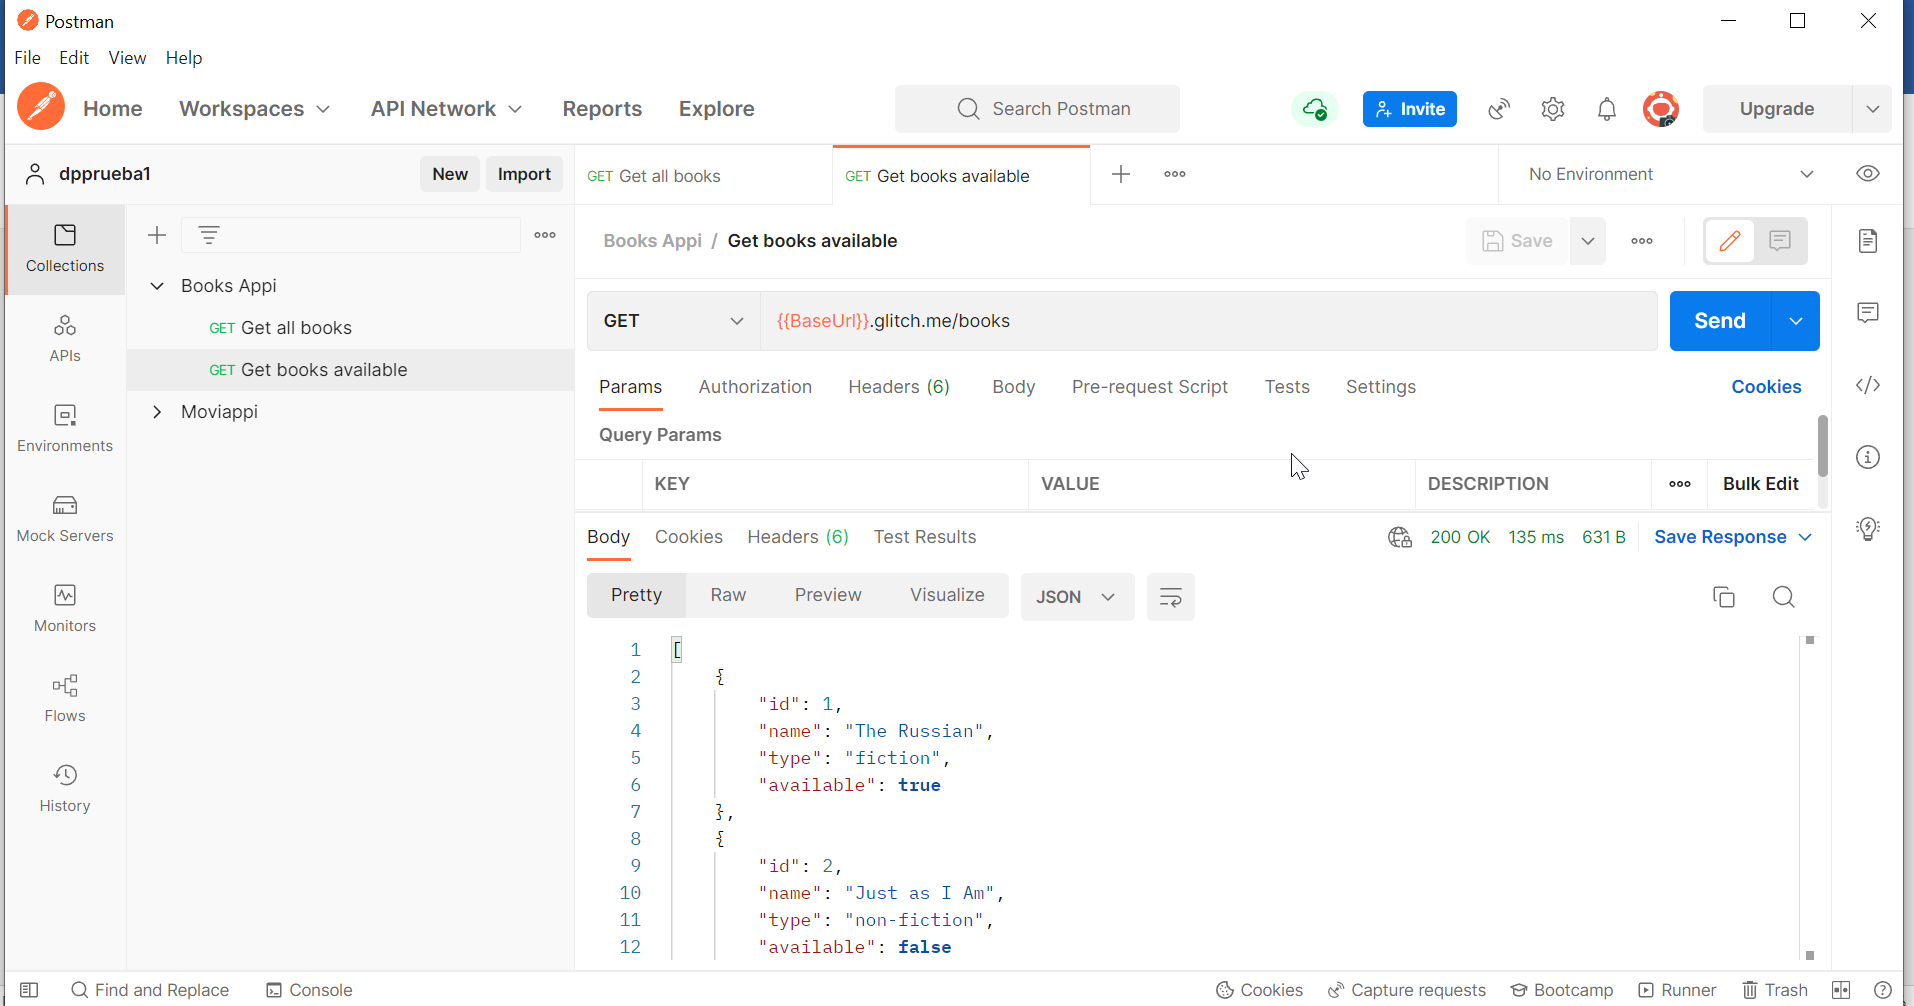 Postman
File Edit View Help
Home Workspaces API Network Reports Explore Search Postman Invite Upgrade
dpprueba1 New Import GET Get all books GET Get books available No Environment
Collections
Books Appi / Get books available Save
Books Appi
GET Get all books
GET Get books available
Moviappi
APIs
Environments
Mock Servers
Monitors
Flows
History
GET {{BaseUrl}}.glitch.me/books Send
Params Authorization Headers (6) Body Pre-request Script Tests Settings Cookies
Query Params
KEY VALUE DESCRIPTION Bulk Edit
Body Cookies Headers (6) Test Results 200 OK 135 ms 631 B Save Response
Pretty Raw Preview Visualize JSON
1 [
2 {
3 "id": 1,
4 "name": "The Russian",
5 "type": "fiction",
6 "available": true
7 },
8 {
9 "id": 2,
10 "name": "Just as I Am",
11 "type": "non-fiction",
12 "available": false
Find and Replace Console Cookies Capture requests Bootcamp Runner Trash